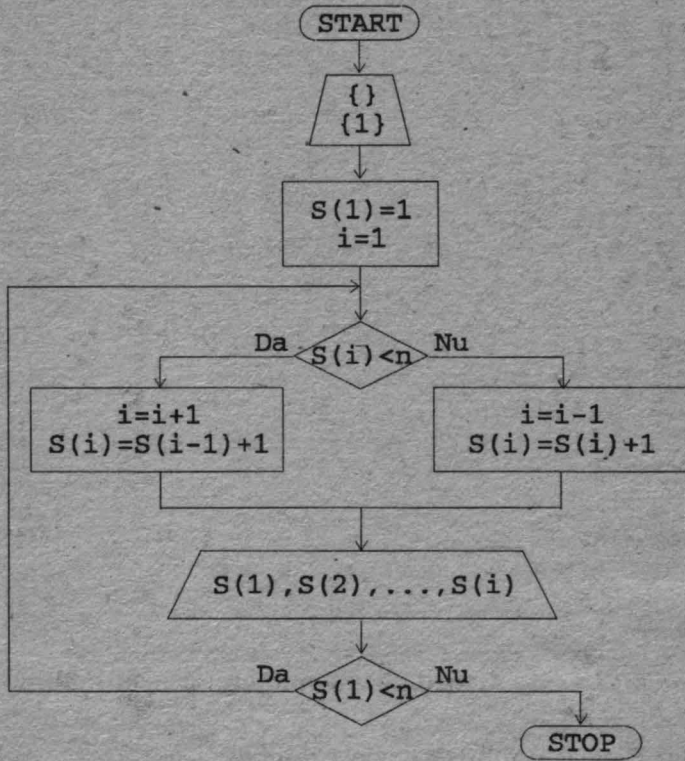 START
{}
{1}
S(1)=1
i=1
Da
S(i)<n
Nu
i=i+1
S(i)=S(i-1)+1
i=i-1
S(i)=S(i)+1
S(1),S(2),...,S(i)
Da
S(1)<n
Nu
STOP